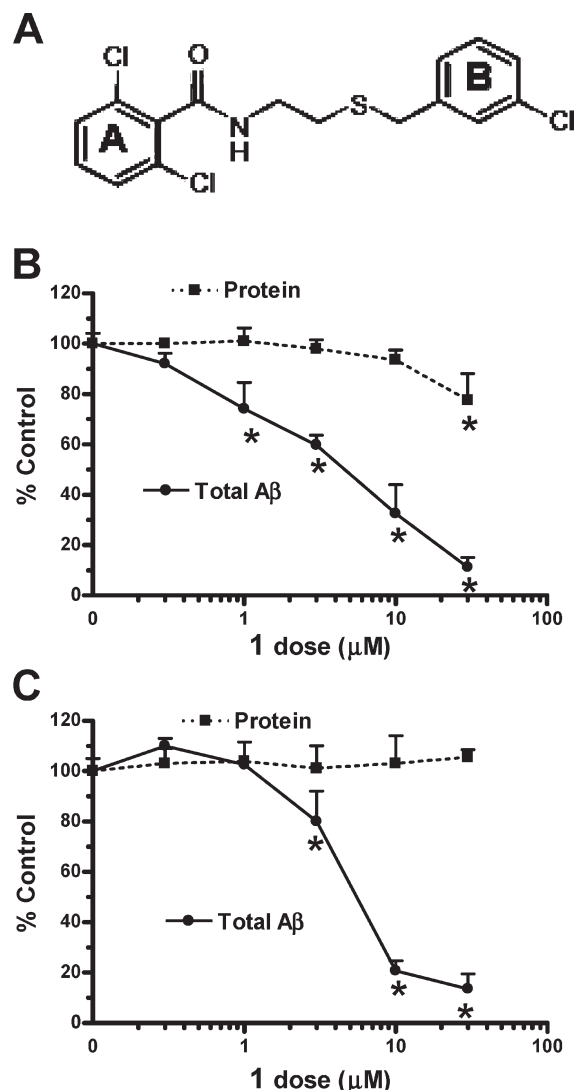 A
Cl
O
A
N
H
Cl
S
B
Cl
B
120
100
80
60
40
20
0
% Control
Protein
Total Aβ
*
*
*
*
*
0
1
10
100
1 dose (μM)
C
120
100
80
60
40
20
0
% Control
Protein
Total Aβ
*
*
*
0
1
10
100
1 dose (μM)